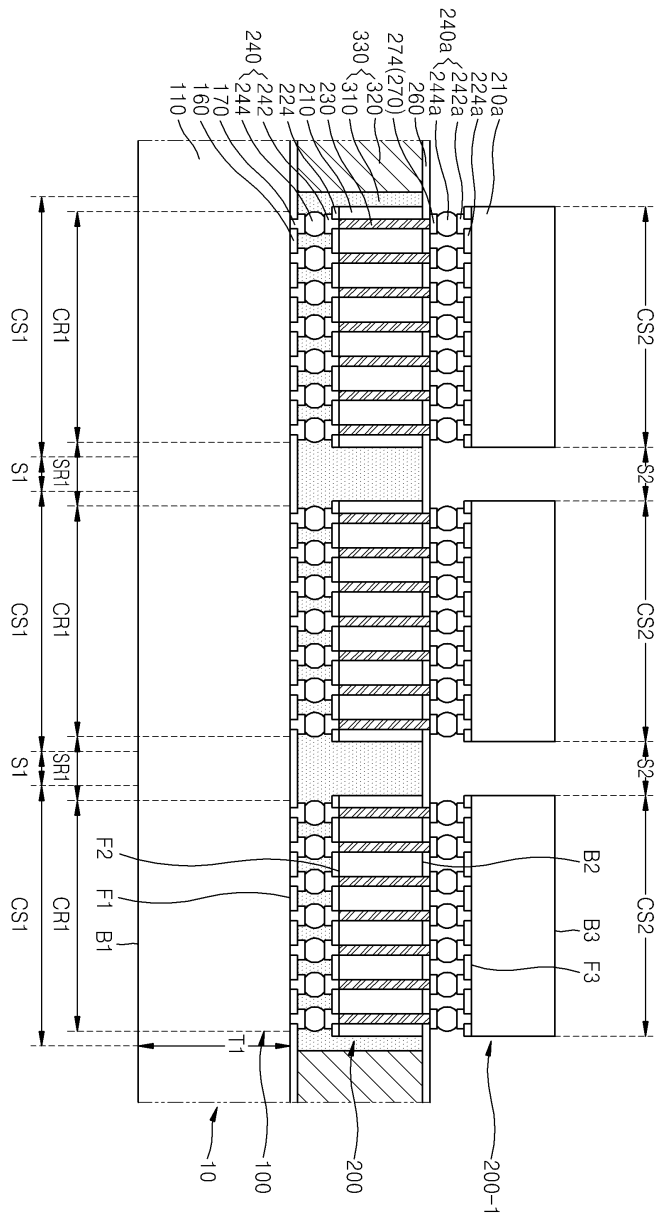 210a
224a
240a { 242a
244a
274(270)
260
330 { 320
310
230
210
224
240 { 242
244
170
160
110
CS2
S2
CS2
S2
CS2
CS1
CR1
S1
SR1
CS1
CR1
S1
SR1
CS1
CR1
B2
B3
F3
F2
F1
B1
T1
200-1
200
100
10